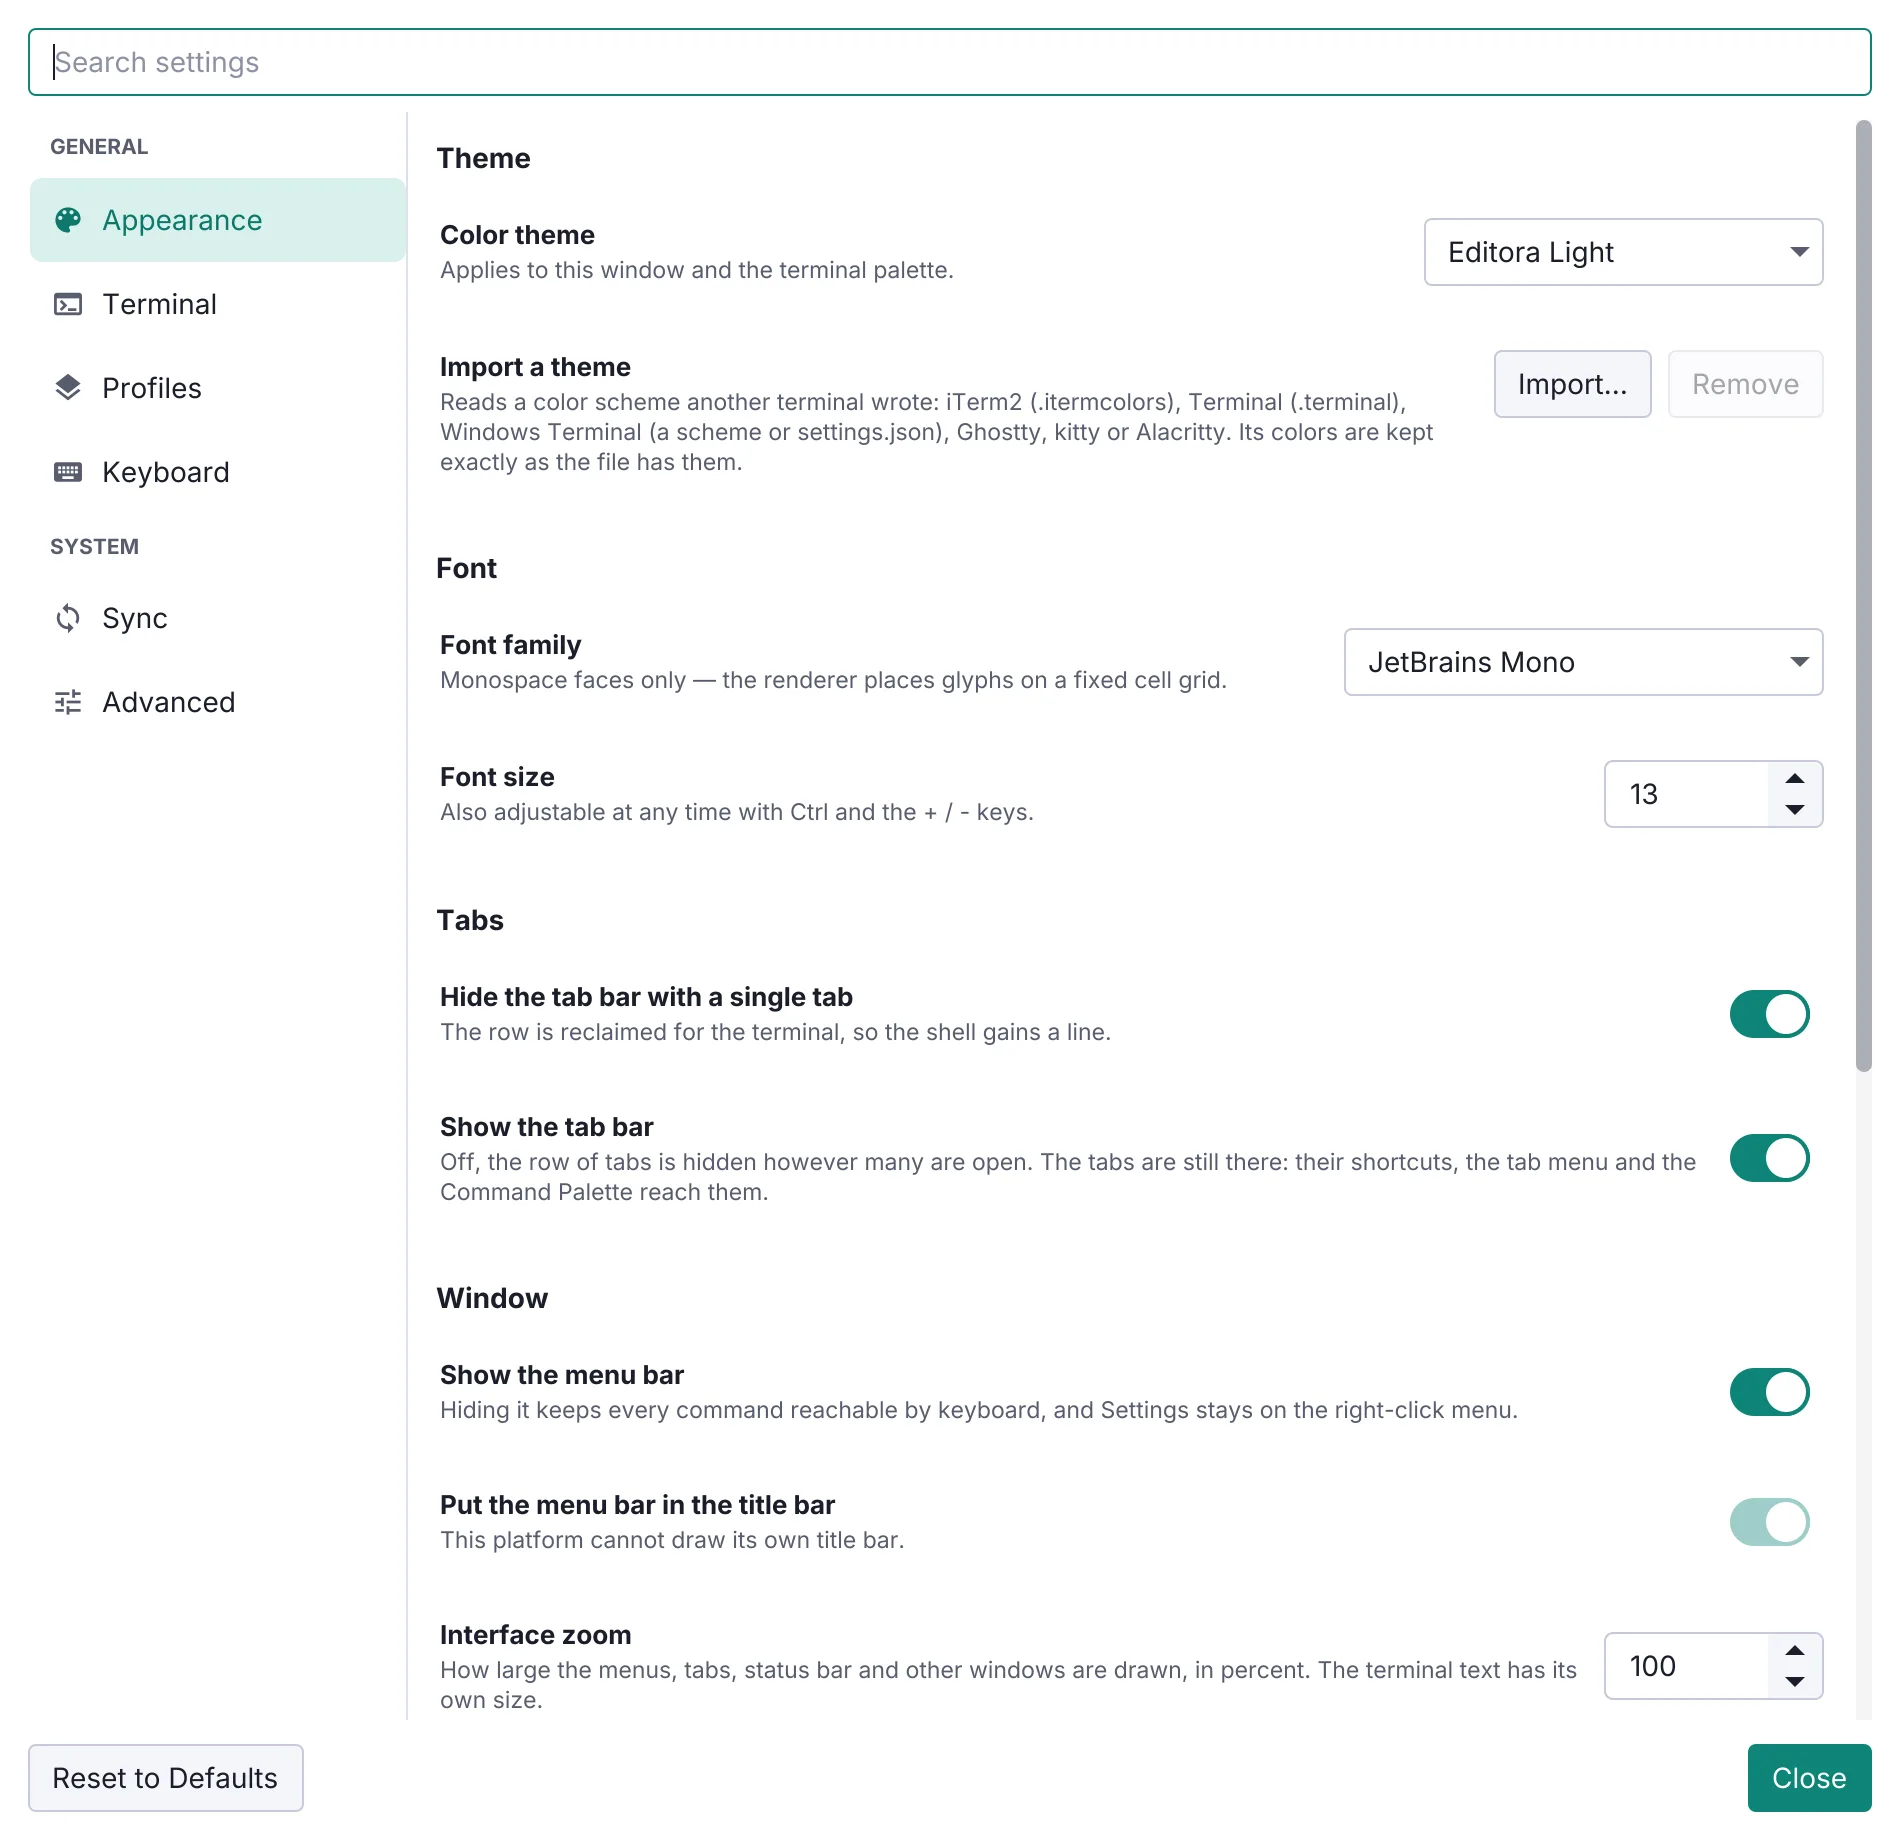 Search settings
GENERAL
Appearance
Terminal
Profiles
Keyboard
SYSTEM
Sync
Advanced
Theme
Color theme
Applies to this window and the terminal palette.
Editora Light
Import a theme
Reads a color scheme another terminal wrote: iTerm2 (.itermcolors), Terminal (.terminal),
Windows Terminal (a scheme or settings.json), Ghostty, kitty or Alacritty. Its colors are kept
exactly as the file has them.
Import...
Remove
Font
Font family
Monospace faces only — the renderer places glyphs on a fixed cell grid.
JetBrains Mono
Font size
Also adjustable at any time with Ctrl and the + / - keys.
13
Tabs
Hide the tab bar with a single tab
The row is reclaimed for the terminal, so the shell gains a line.
Show the tab bar
Off, the row of tabs is hidden however many are open. The tabs are still there: their shortcuts, the tab menu and the
Command Palette reach them.
Window
Show the menu bar
Hiding it keeps every command reachable by keyboard, and Settings stays on the right-click menu.
Put the menu bar in the title bar
This platform cannot draw its own title bar.
Interface zoom
How large the menus, tabs, status bar and other windows are drawn, in percent. The terminal text has its
own size.
100
Reset to Defaults
Close